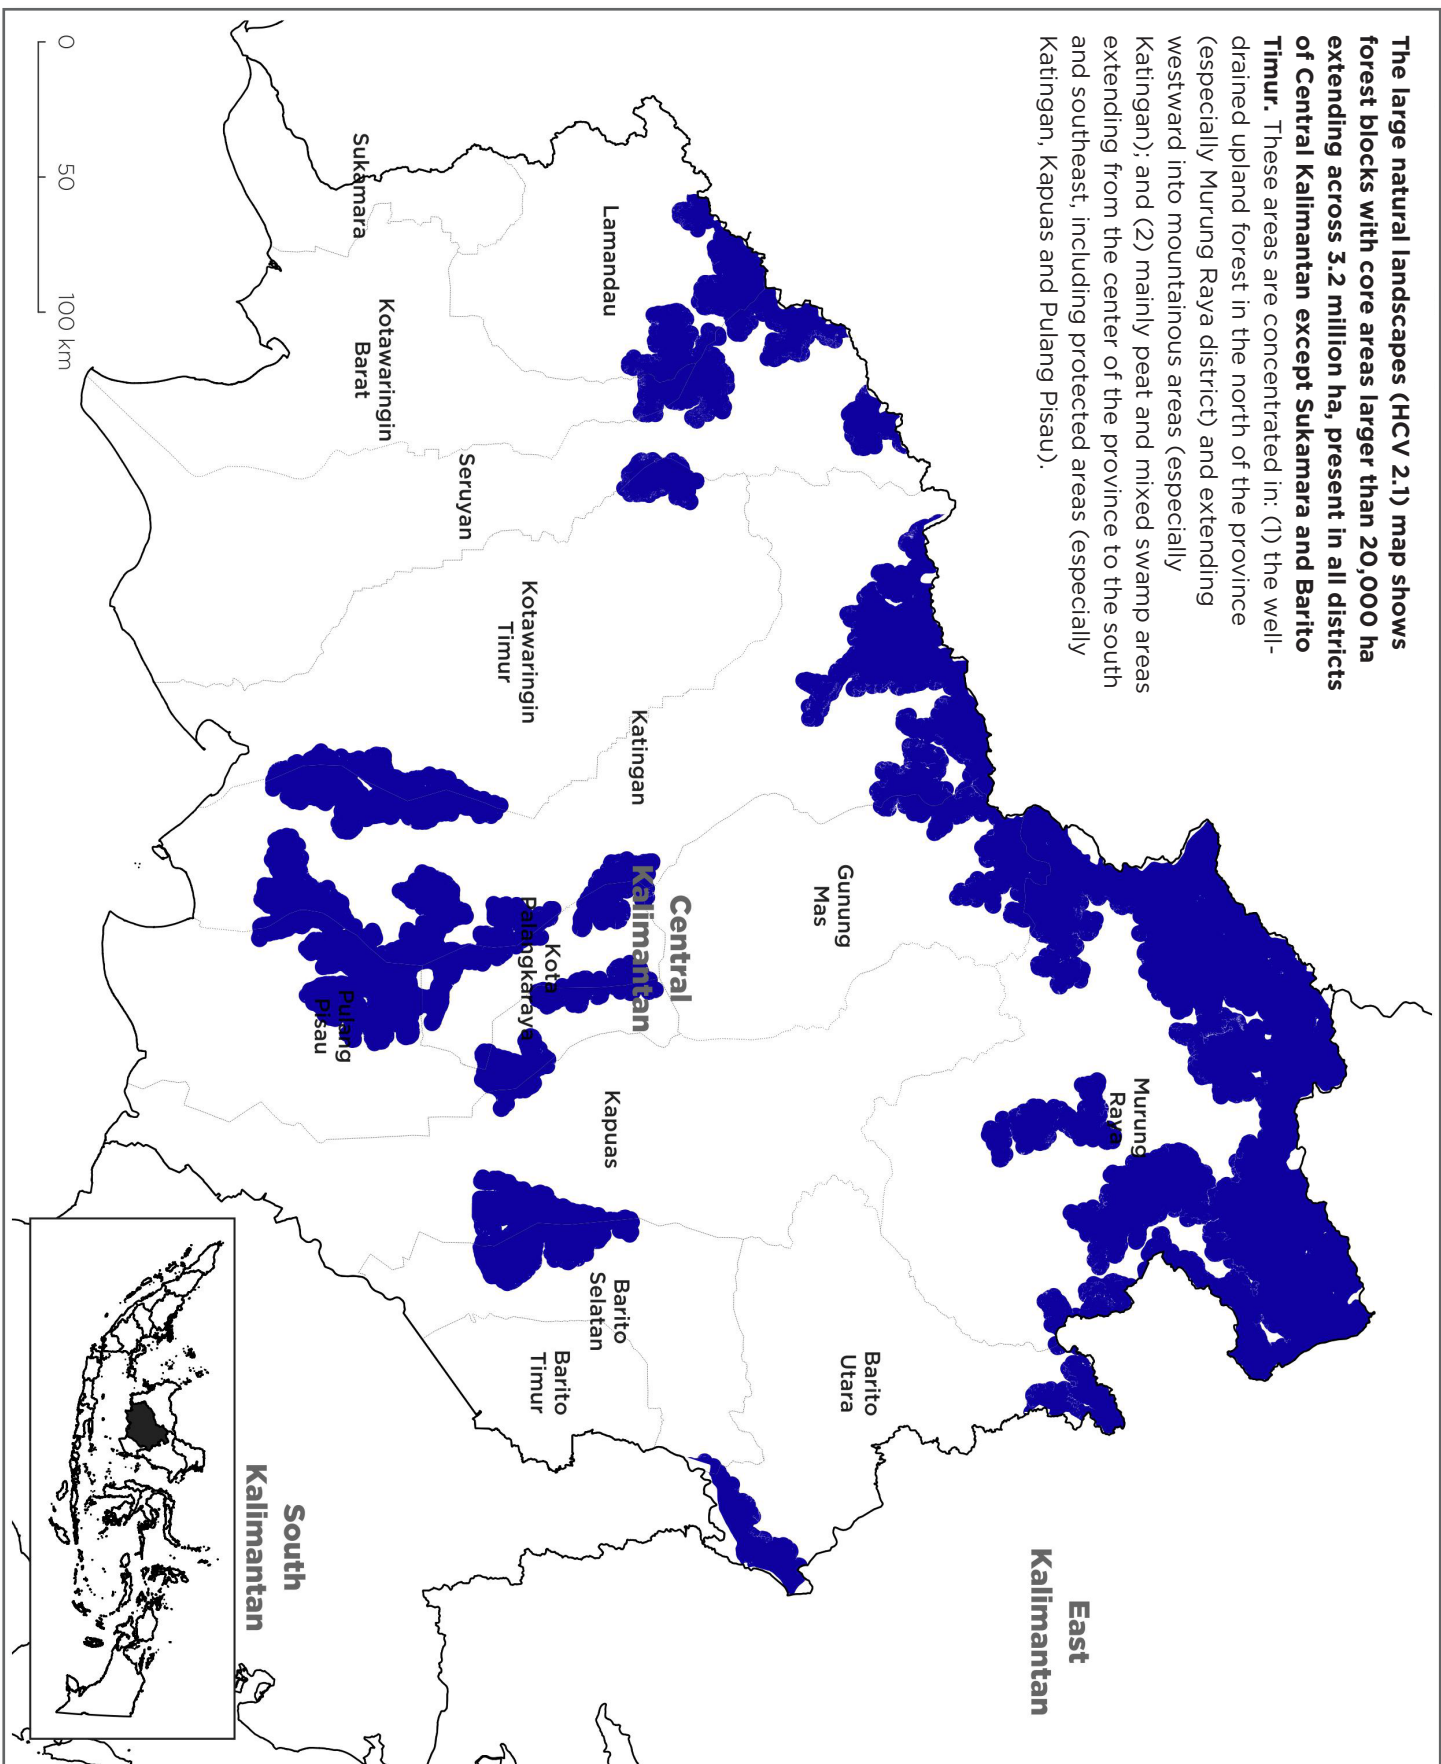 The large natural landscapes (HCV 2.1) map shows
forest blocks with core areas larger than 20,000 ha
extending across 3.2 million ha, present in all districts
of Central Kalimantan except Sukamara and Barito
Timur. These areas are concentrated in: (1) the well-
drained upland forest in the north of the province
(especially Murung Raya district) and extending
westward into mountainous areas (especially
Katingan); and (2) mainly peat and mixed swamp areas
extending from the center of the province to the south
and southeast, including protected areas (especially
Katingan, Kapuas and Pulang Pisau).
East
Kalimantan
Murung
Raya
Gunung
Mas
Barito
Utara
Central
Kalimantan
Katingan
Lamandau
Kapuas
Barito
Selatan
Barito
Timur
Kota
Palangkaraya
Kotawaringin
Timur
Seruyan
Kotawaringin
Barat
Sukamara
Pulang
Pisau
South
Kalimantan
0 50 100 km